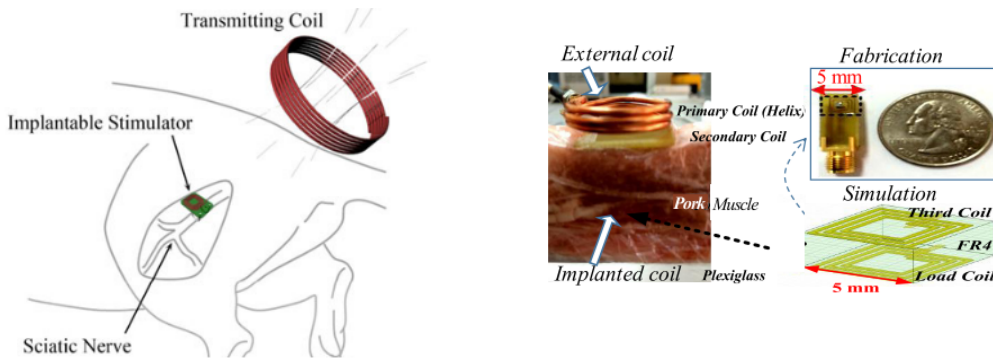 Transmitting Coil
Implantable Stimulator
Sciatic Nerve
External coil
Primary Coil (Helix)
Secondary Coil
Pork Muscle
Implanted coil
Plexiglass
Fabrication
5 mm
Simulation
Third Coil
FR4
Load Coil
5 mm